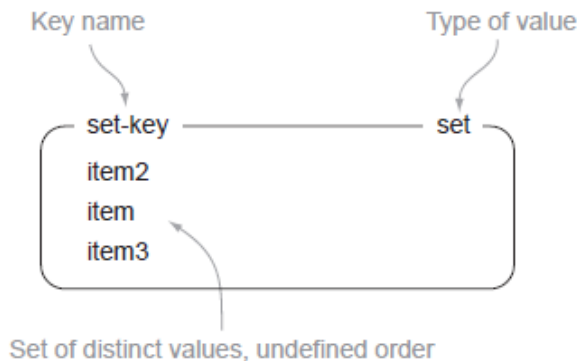 Key name
Type of value
set-key
set
item2
item
item3
Set of distinct values, undefined order